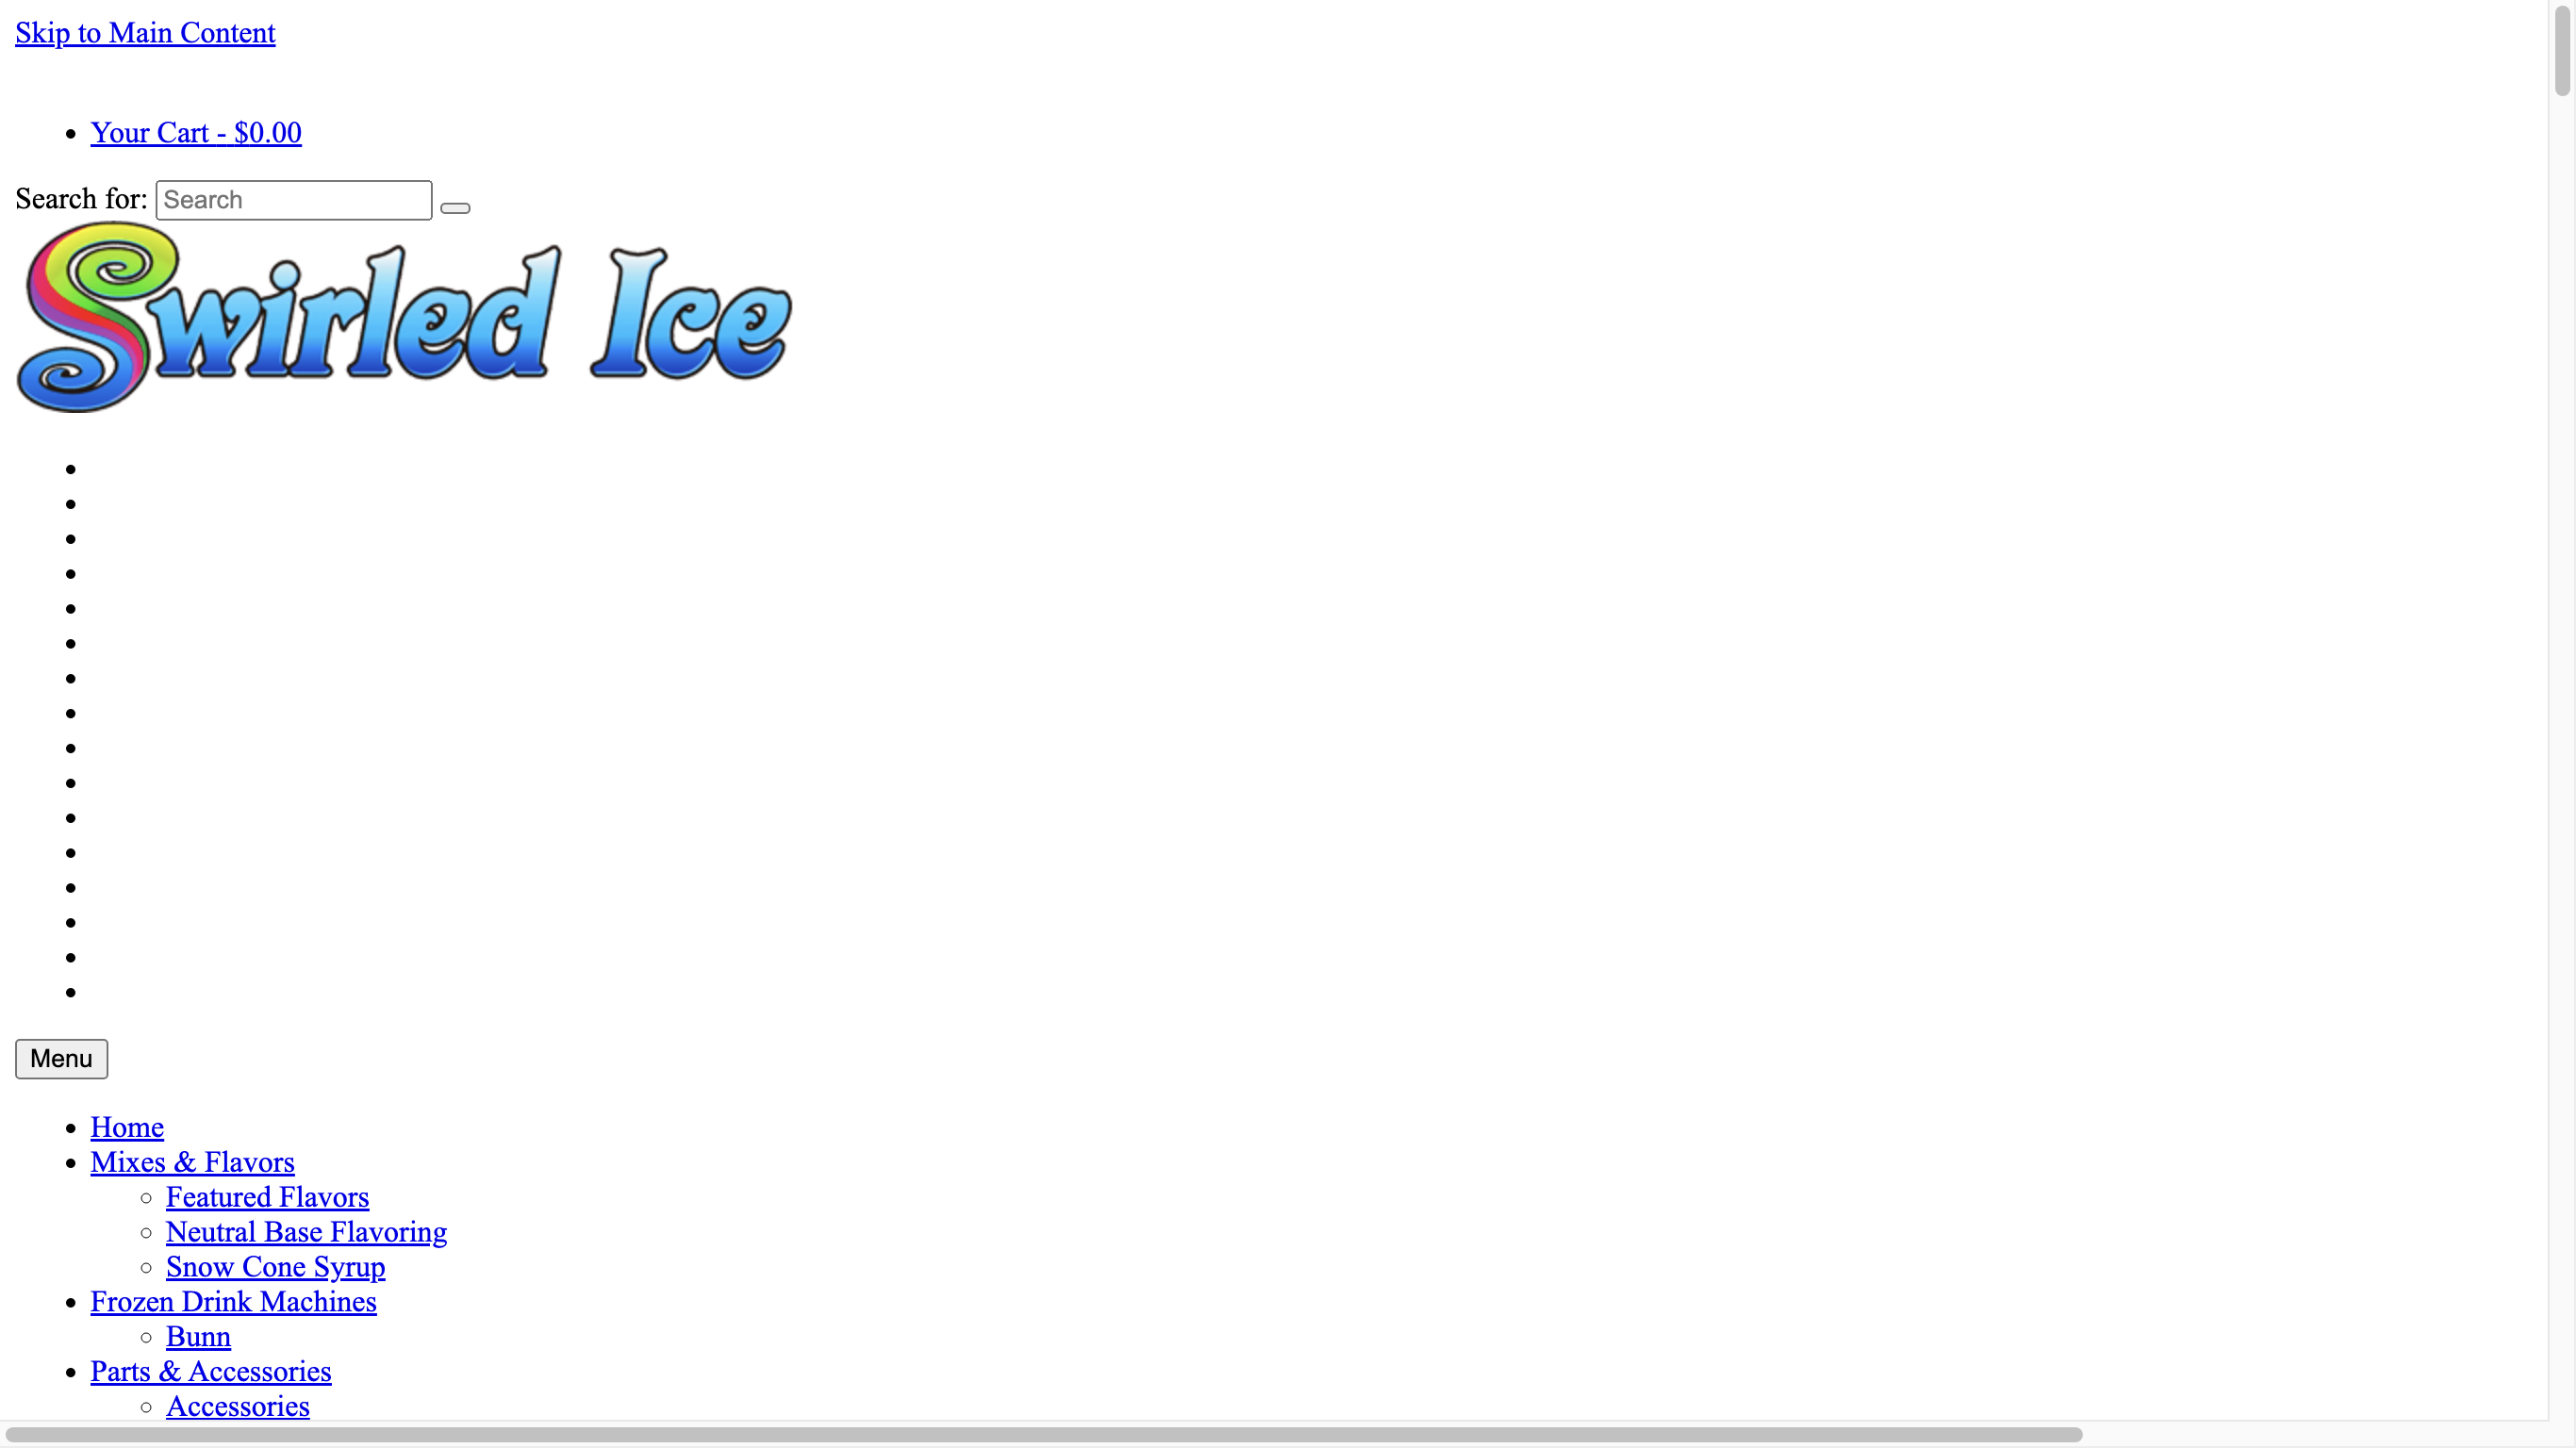 Skip to Main Content
Your Cart - $0.00
Search for: Search
Swirled Ice
Menu
Home
Mixes & Flavors
Featured Flavors
Neutral Base Flavoring
Snow Cone Syrup
Frozen Drink Machines
Bunn
Parts & Accessories
Accessories